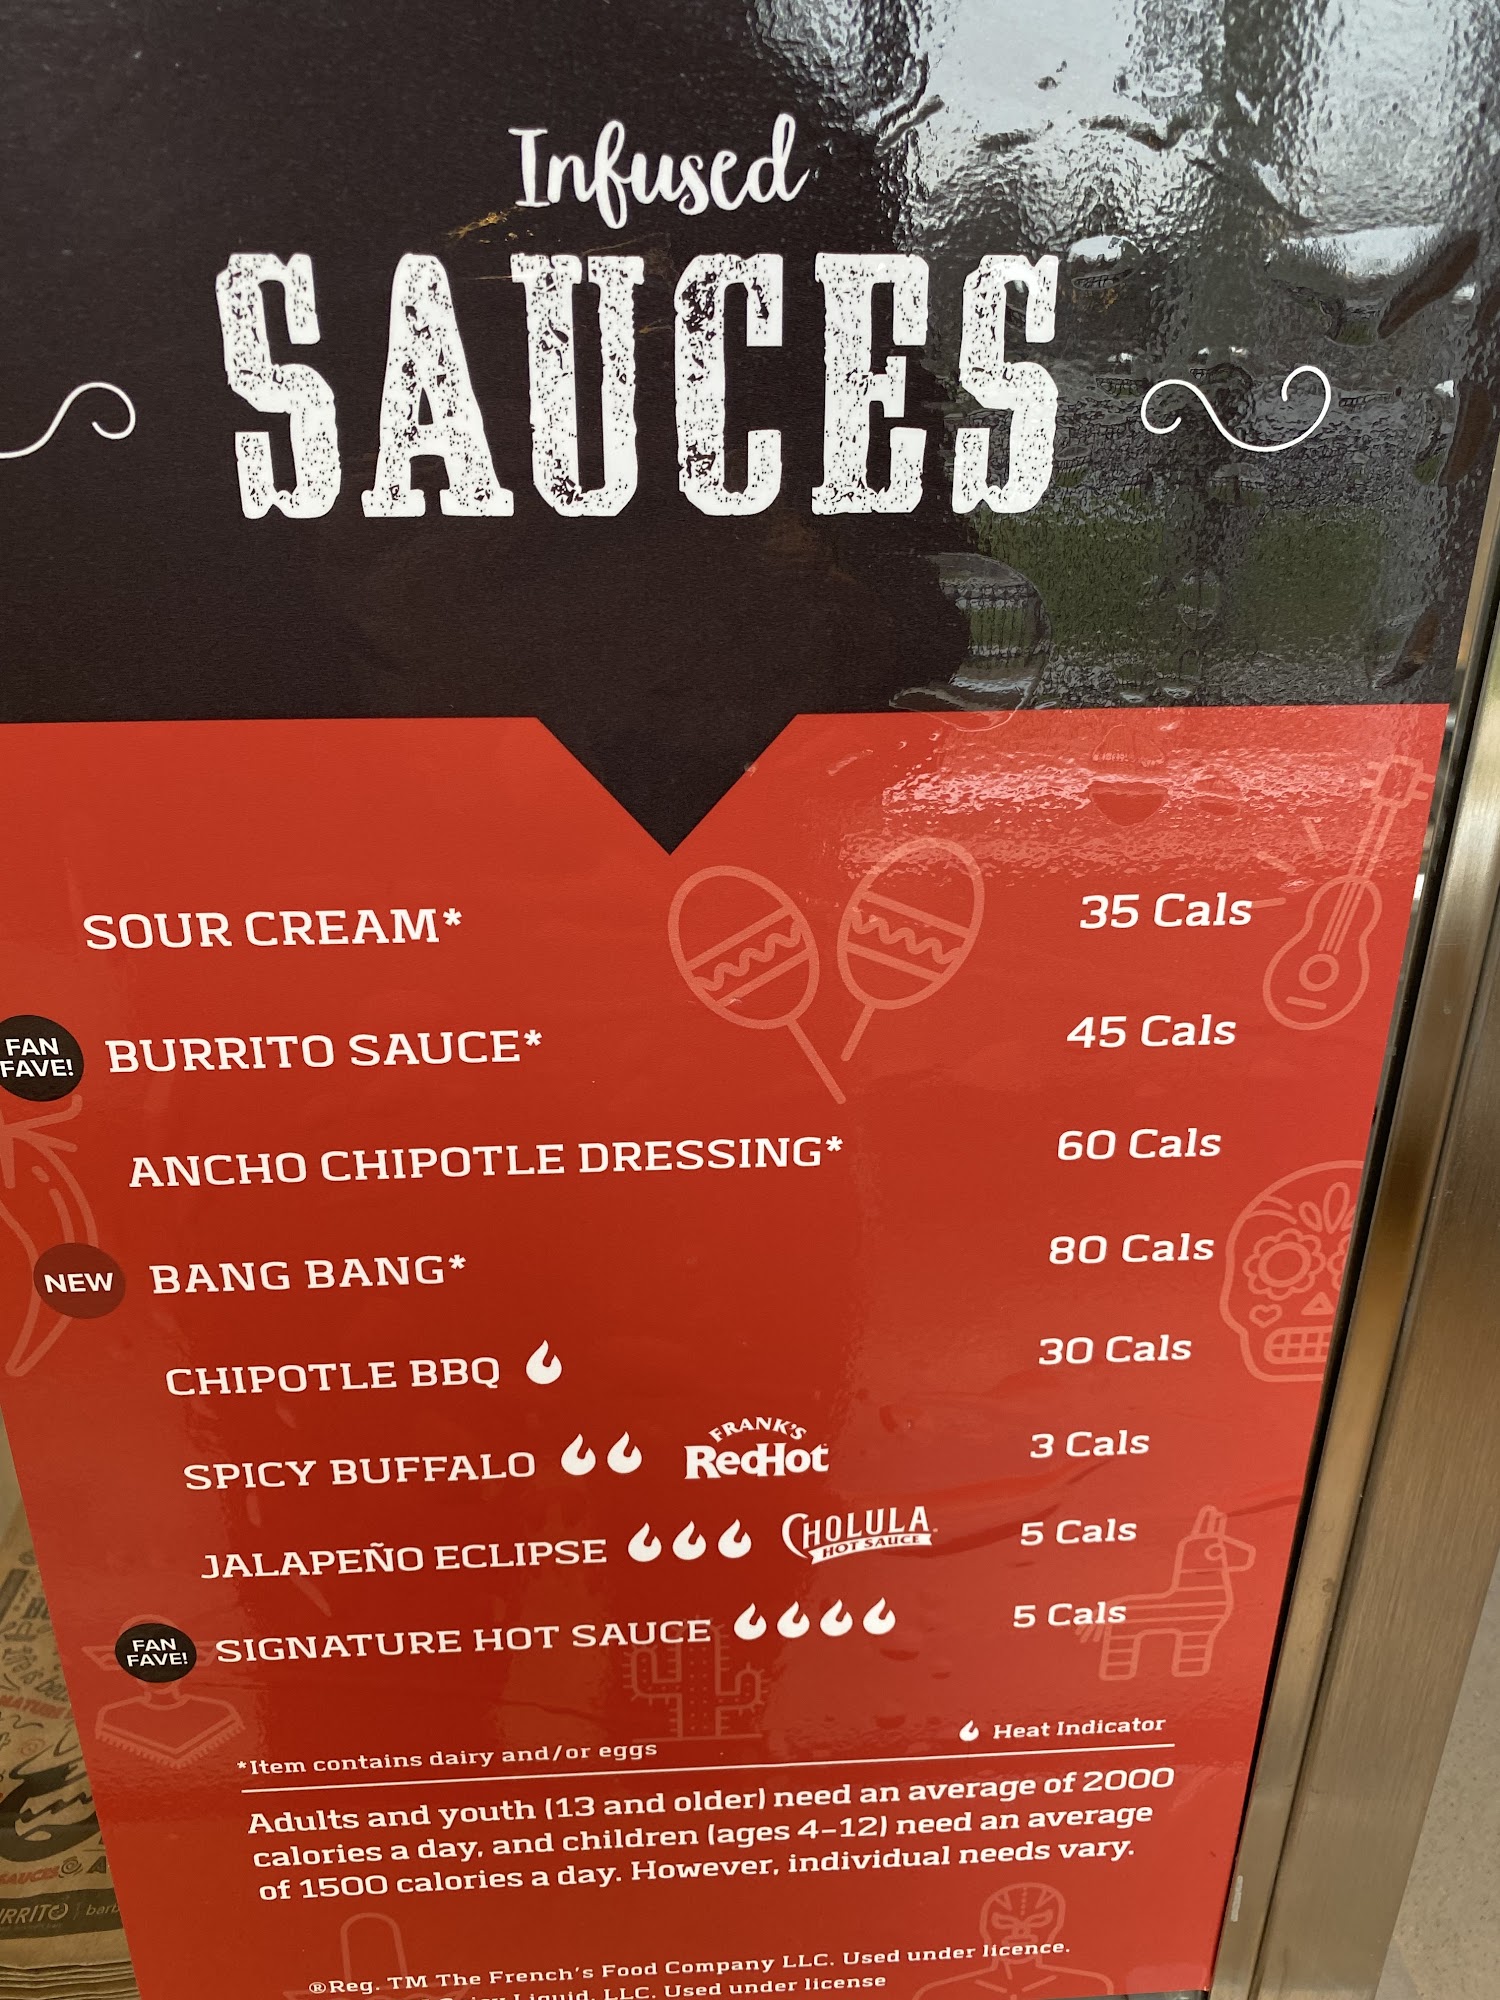 Infused
SAUCES
SOUR CREAM* 35 Cals
FAN
FAVE!
BURRITO SAUCE* 45 Cals
ANCHO CHIPOTLE DRESSING* 60 Cals
NEW
BANG BANG* 80 Cals
CHIPOTLE BBQ 30 Cals
SPICY BUFFALO FRANK'S RedHot 3 Cals
JALAPEÑO ECLIPSE CHOLULA HOT SAUCE 5 Cals
FAN
FAVE!
SIGNATURE HOT SAUCE 5 Cals
*Item contains dairy and/or eggs Heat Indicator
Adults and youth (13 and older) need an average of 2000
calories a day, and children (ages 4-12) need an average
of 1500 calories a day. However, individual needs vary.
®Reg. TM The French's Food Company LLC. Used under licence.
Liquid, LLC. Used under license